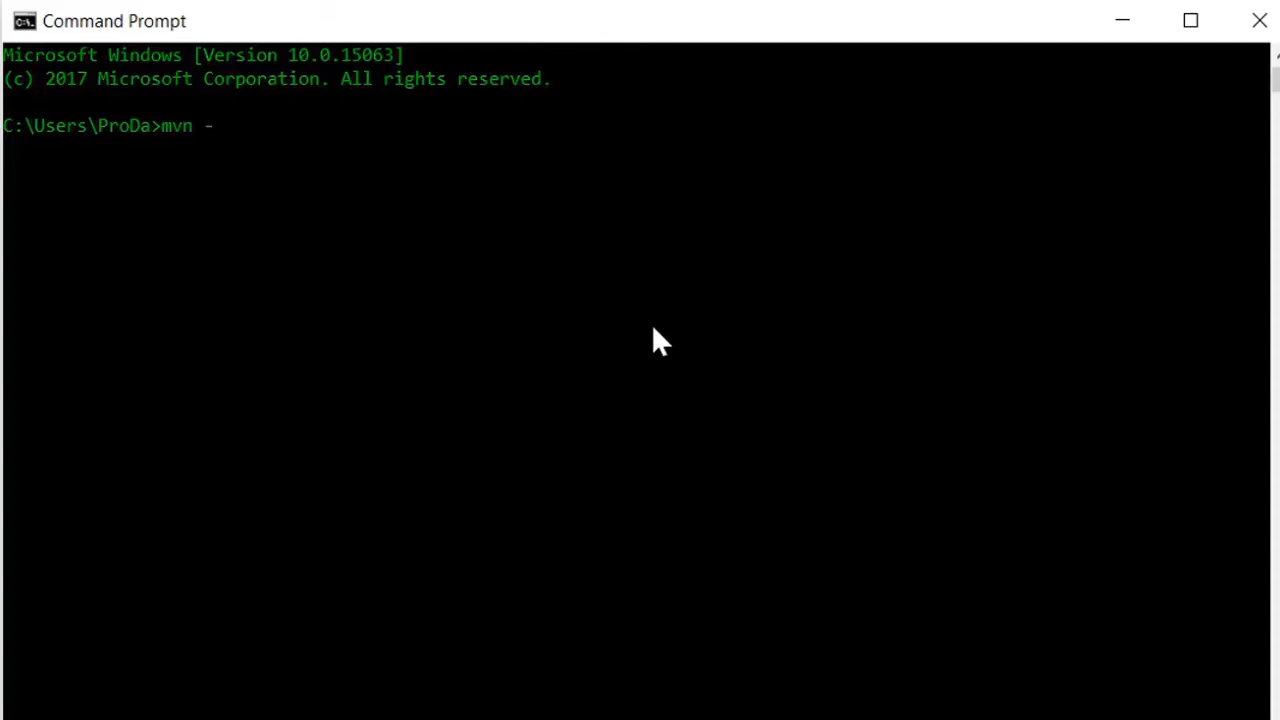 Command Prompt
Microsoft Windows [Version 10.0.15063]
(c) 2017 Microsoft Corporation. All rights reserved.
C:\Users\ProDa>mvn -